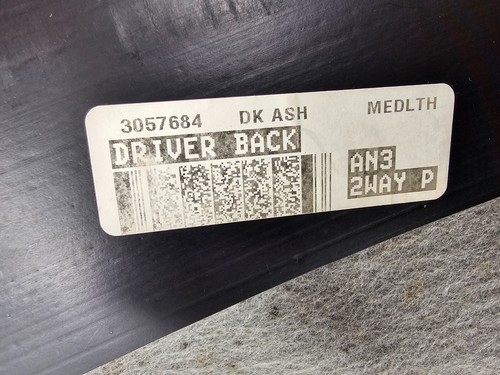 3057684 DK ASH MEDLTH
DRIVER BACK
AN3
2WAY P